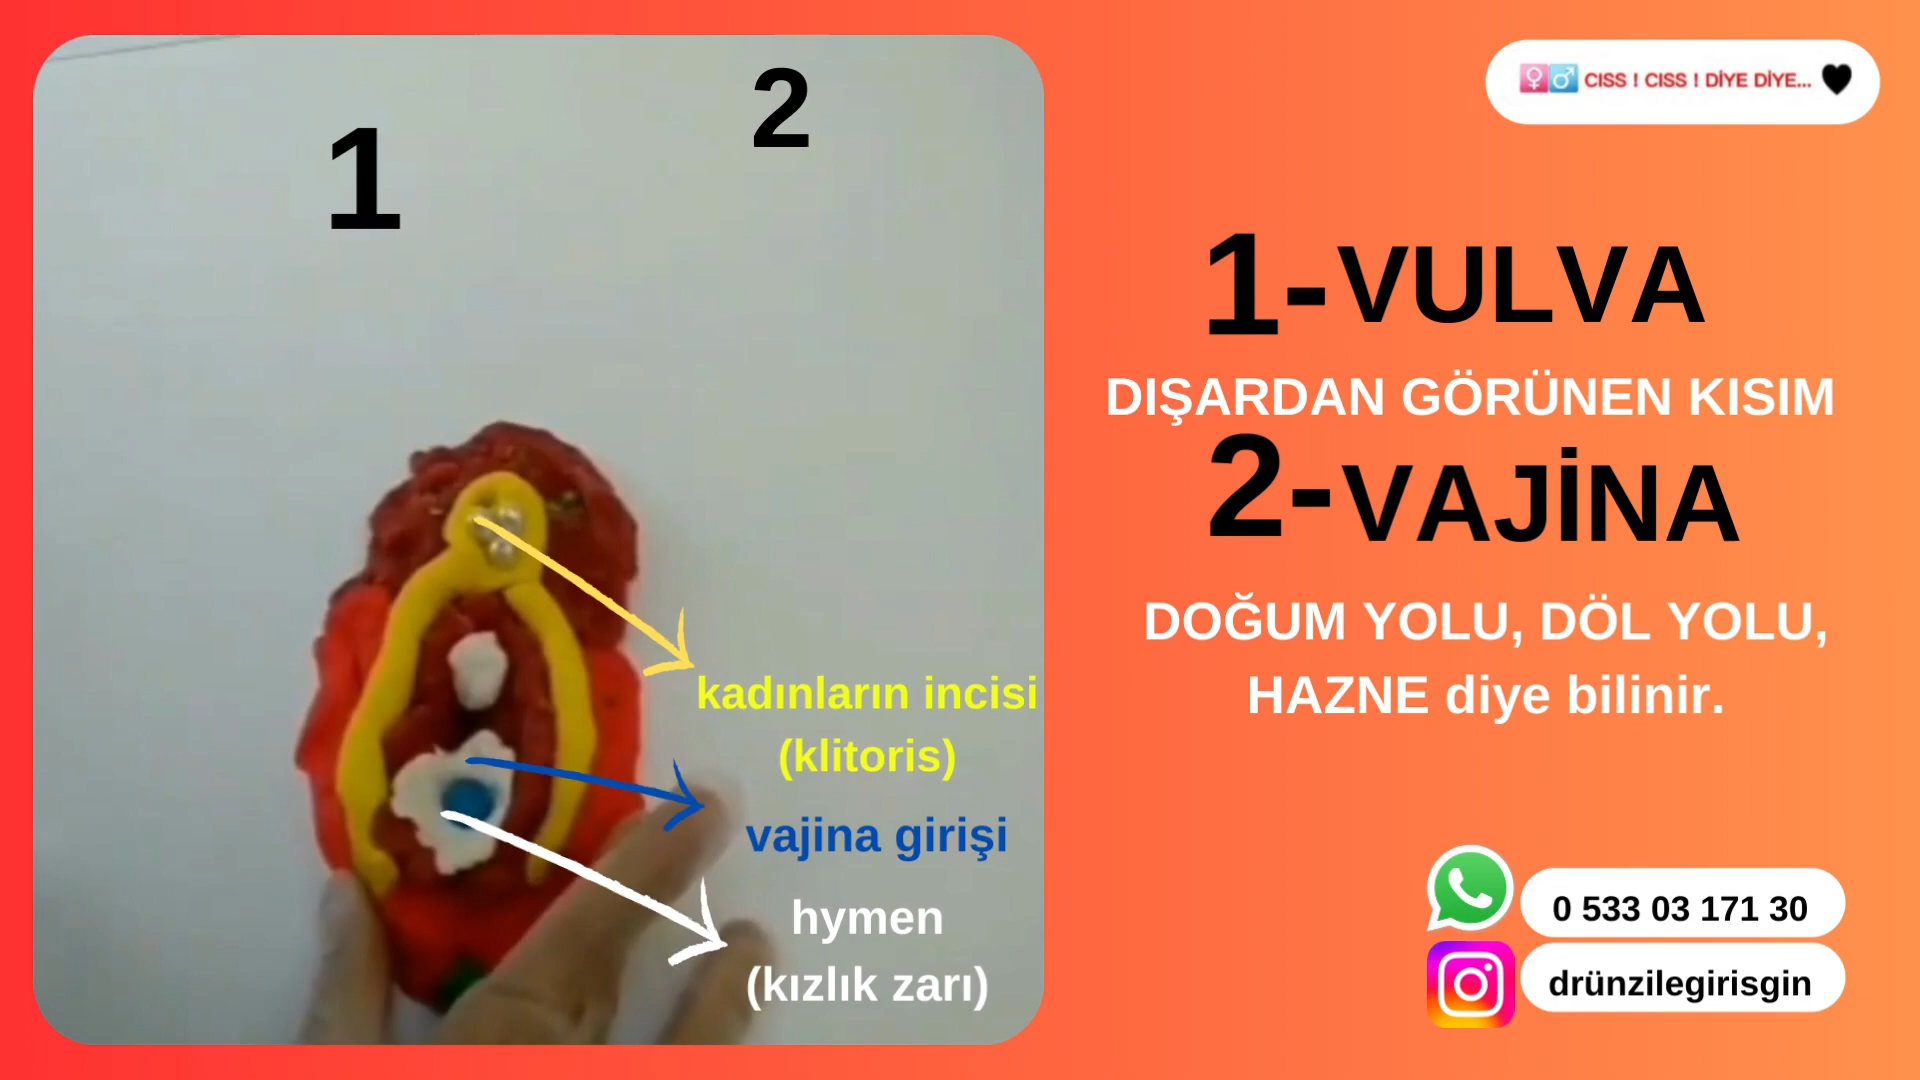 1
2
kadınların incisi
(klitoris)
vajina girişi
hymen
(kızlık zarı)
CISS ! CISS ! DİYE DİYE...
1-VULVA
DIŞARDAN GÖRÜNEN KISIM
2-VAJİNA
DOĞUM YOLU, DÖL YOLU,
HAZNE diye bilinir.
0 533 03 171 30
drünzilegirisgin